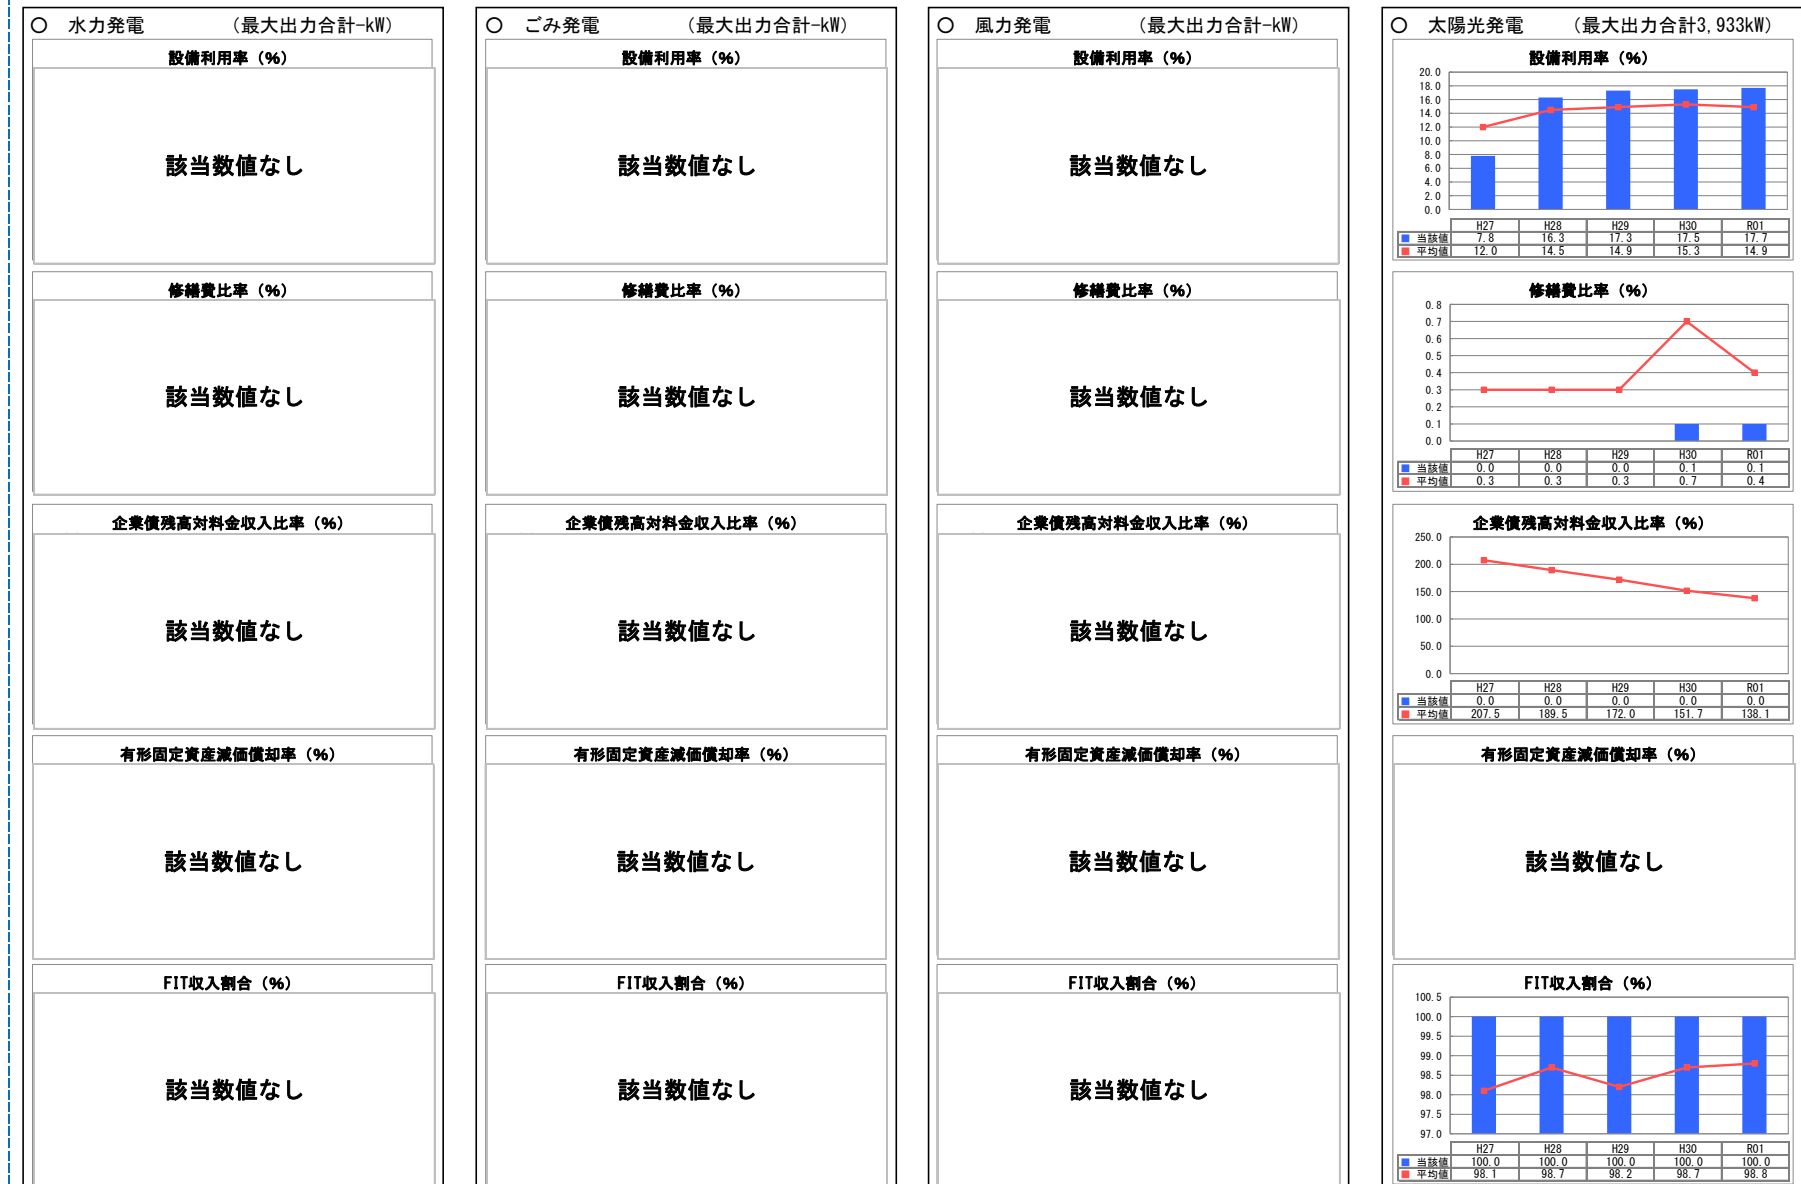 ○ 水力発電 （最大出力合計-kW）
設備利用率（%）
該当数値なし
修繕費比率（%）
該当数値なし
企業債残高対料金収入比率（%）
該当数値なし
有形固定資産減価償却率（%）
該当数値なし
FIT収入割合（%）
該当数値なし
○ ごみ発電 （最大出力合計-kW）
設備利用率（%）
該当数値なし
修繕費比率（%）
該当数値なし
企業債残高対料金収入比率（%）
該当数値なし
有形固定資産減価償却率（%）
該当数値なし
FIT収入割合（%）
該当数値なし
○ 風力発電 （最大出力合計-kW）
設備利用率（%）
該当数値なし
修繕費比率（%）
該当数値なし
企業債残高対料金収入比率（%）
該当数値なし
有形固定資産減価償却率（%）
該当数値なし
FIT収入割合（%）
該当数値なし
○ 太陽光発電 （最大出力合計3,933kW）
設備利用率（%）
20.0
18.0
16.0
14.0
12.0
10.0
8.0
6.0
4.0
2.0
0.0
H27 H28 H29 H30 R01
当該値 7.8 16.3 17.3 17.5 17.7
平均値 12.0 14.5 14.9 15.3 14.9
修繕費比率（%）
0.8
0.7
0.6
0.5
0.4
0.3
0.2
0.1
0.0
H27 H28 H29 H30 R01
当該値 0.0 0.0 0.0 0.1 0.1
平均値 0.3 0.3 0.3 0.7 0.4
企業債残高対料金収入比率（%）
250.0
200.0
150.0
100.0
50.0
0.0
H27 H28 H29 H30 R01
当該値 0.0 0.0 0.0 0.0 0.0
平均値 207.5 189.5 172.0 151.7 138.1
有形固定資産減価償却率（%）
該当数値なし
FIT収入割合（%）
100.5
100.0
99.5
99.0
98.5
98.0
97.5
97.0
H27 H28 H29 H30 R01
当該値 100.0 100.0 100.0 100.0 100.0
平均値 98.1 98.7 98.2 98.7 98.8